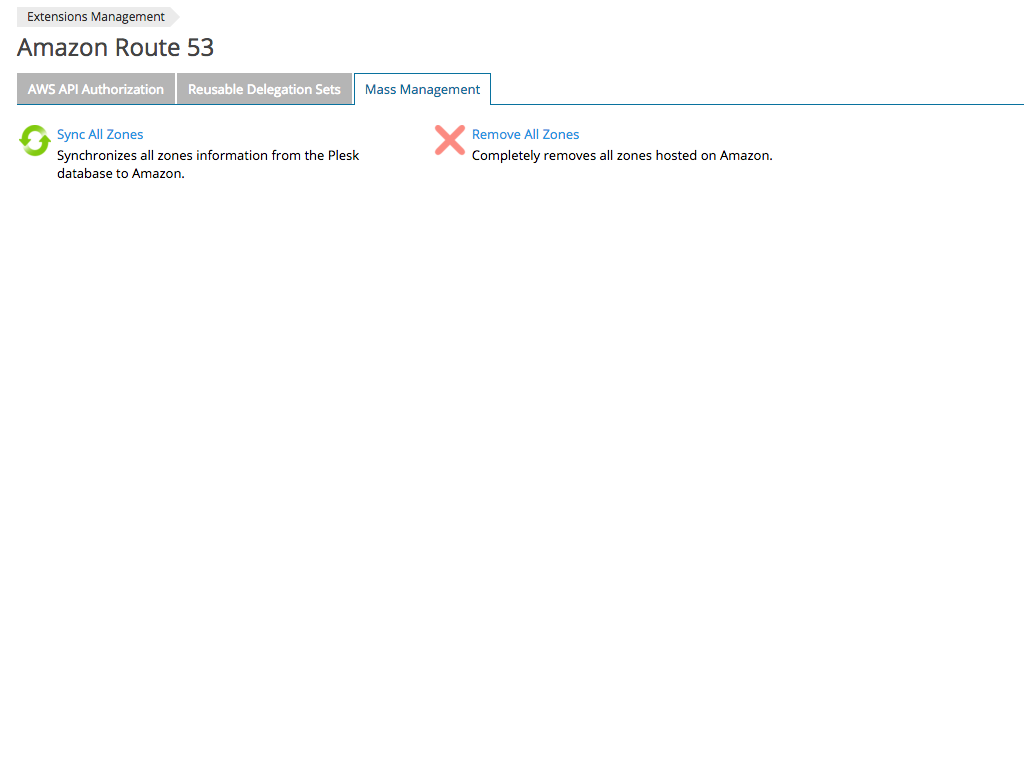 Extensions Management
Amazon Route 53
AWS API Authorization
Reusable Delegation Sets
Mass Management
Sync All Zones
Synchronizes all zones information from the Plesk
database to Amazon.
Remove All Zones
Completely removes all zones hosted on Amazon.